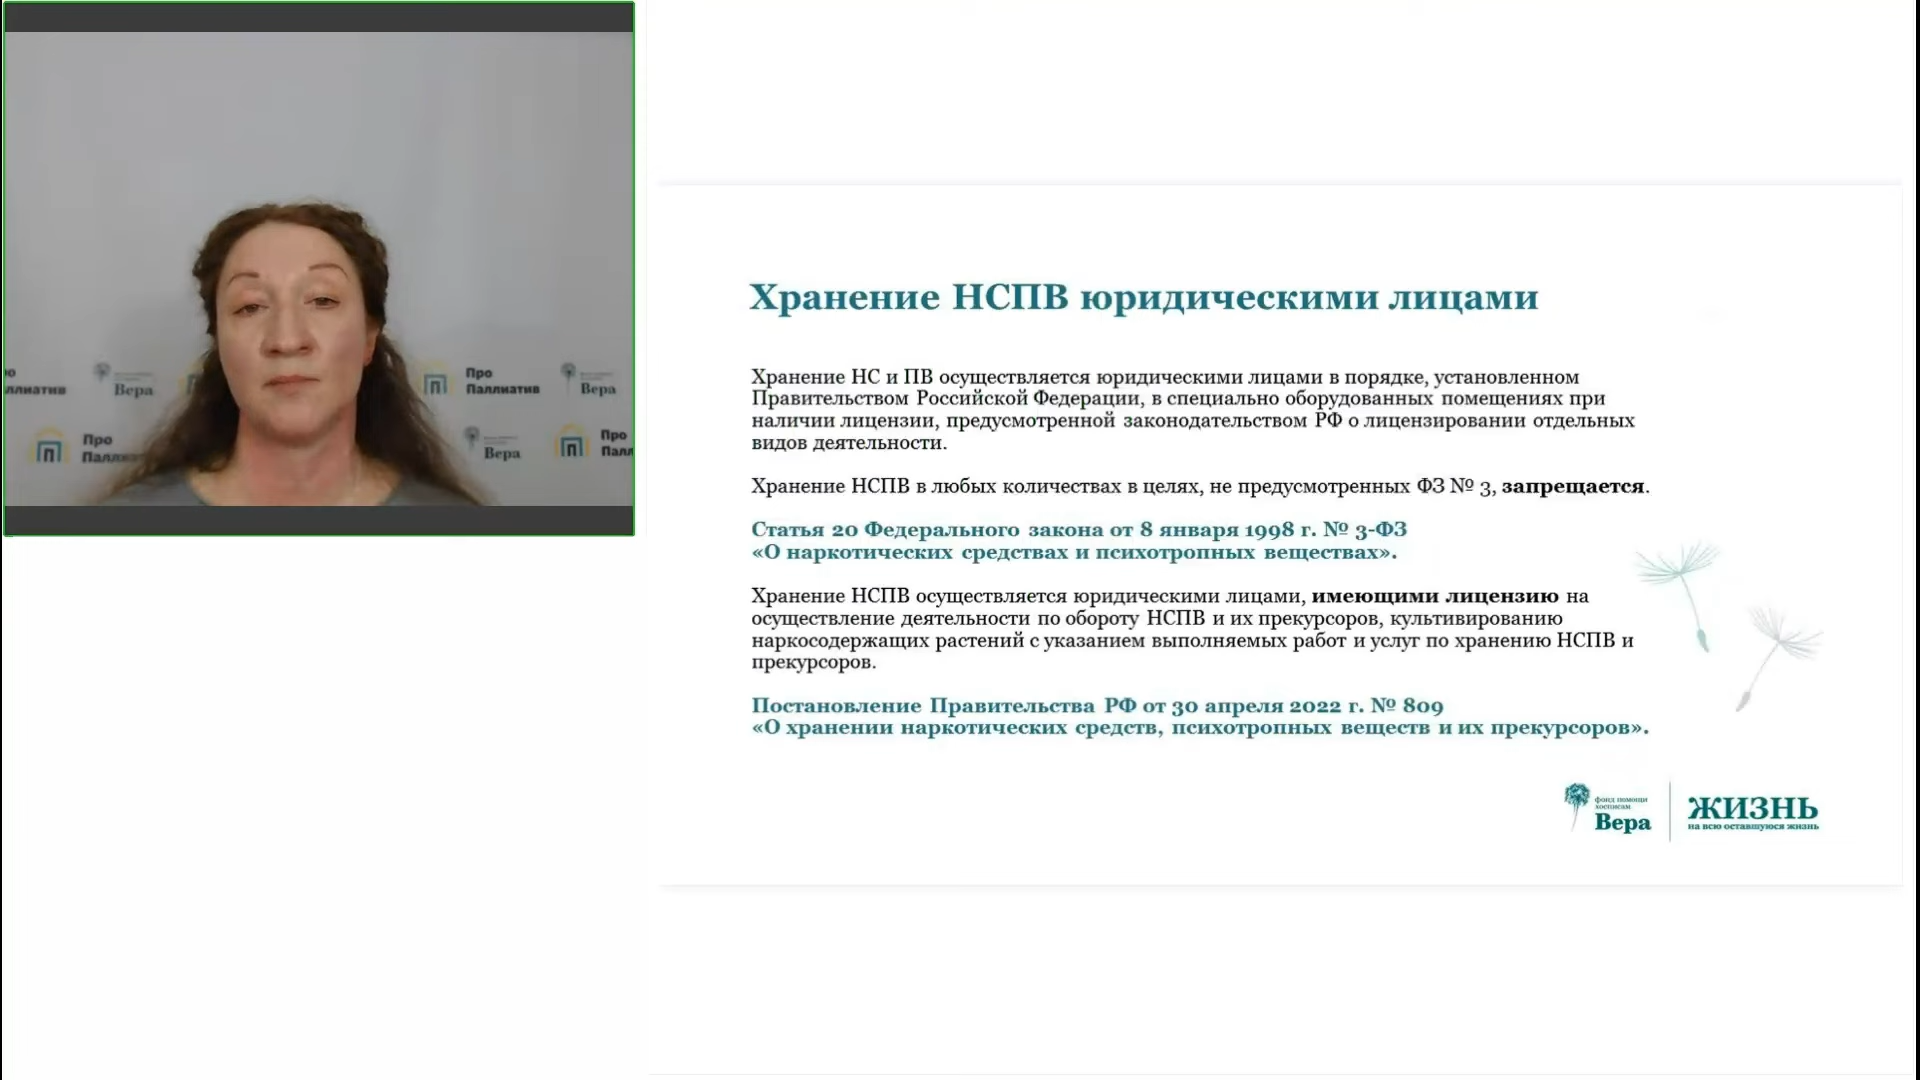 Про
Паллиатив
Вера
Вера
Про
Вера
Про
Хранение НСПВ юридическими лицами
Хранение НС и ПВ осуществляется юридическими лицами в порядке, установленном
Правительством Российской Федерации, в специально оборудованных помещениях при
наличии лицензии, предусмотренной законодательством РФ о лицензировании отдельных
видов деятельности.
Хранение НСПВ в любых количествах в целях, не предусмотренных ФЗ № 3, запрещается.
Статья 20 Федерального закона от 8 января 1998 г. № 3-ФЗ
«О наркотических средствах и психотропных веществах».
Хранение НСПВ осуществляется юридическими лицами, имеющими лицензию на
осуществление деятельности по обороту НСПВ и их прекурсоров, культивированию
наркосодержащих растений с указанием выполняемых работ и услуг по хранению НСПВ и
прекурсоров.
Постановление Правительства РФ от 30 апреля 2022 г. № 809
«О хранении наркотических средств, психотропных веществ и их прекурсоров».
фонд помощи
хосписам
Вера
ЖИЗНЬ
на всю оставшуюся жизнь